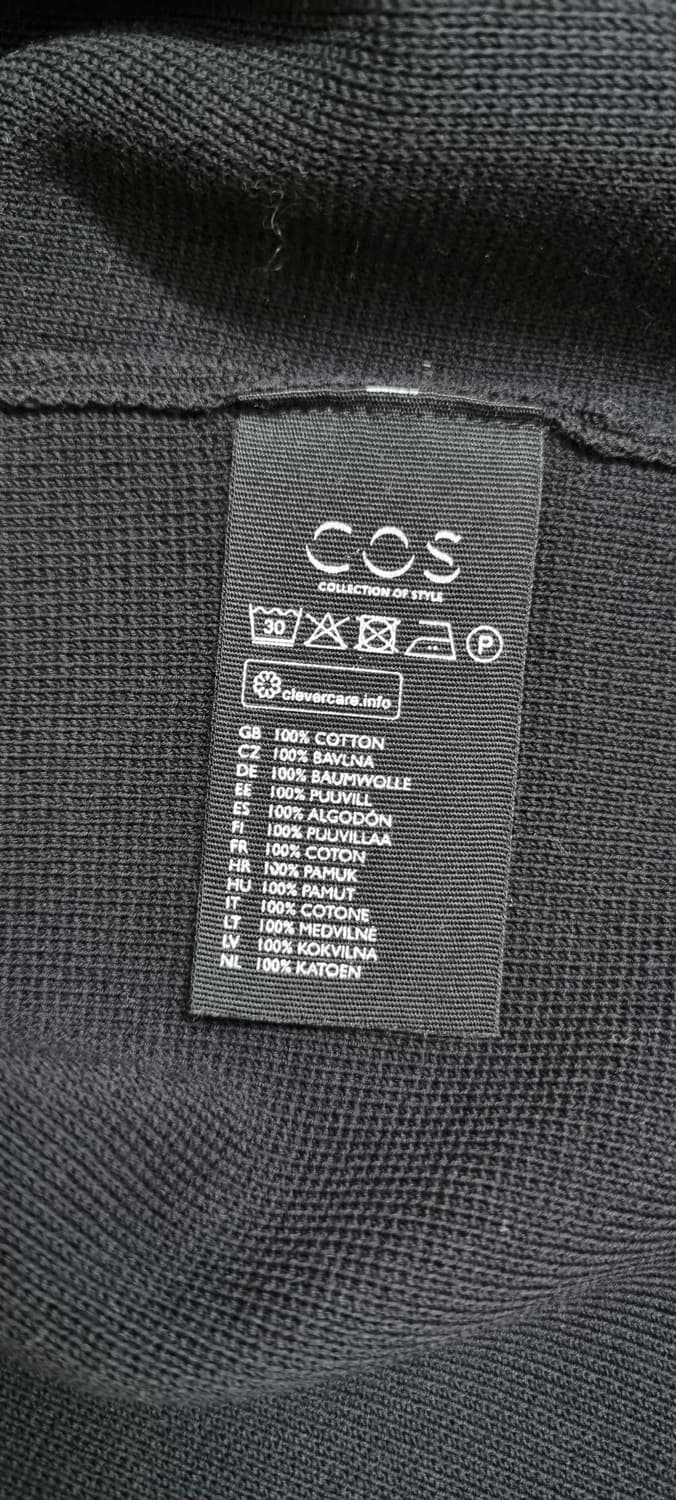 COS
COLLECTION OF STYLE
30 P
clevercare.info
GB 100% COTTON
CZ 100% BAVLNA
DE 100% BAUMWOLLE
EE 100% PUUVILL
ES 100% ALGODÓN
FI 100% PUUVILLAA
FR 100% COTON
HR 100% PAMUK
HU 100% PAMUT
IT 100% COTONE
LT 100% MEDVILNĖ
LV 100% KOKVILNA
NL 100% KATOEN